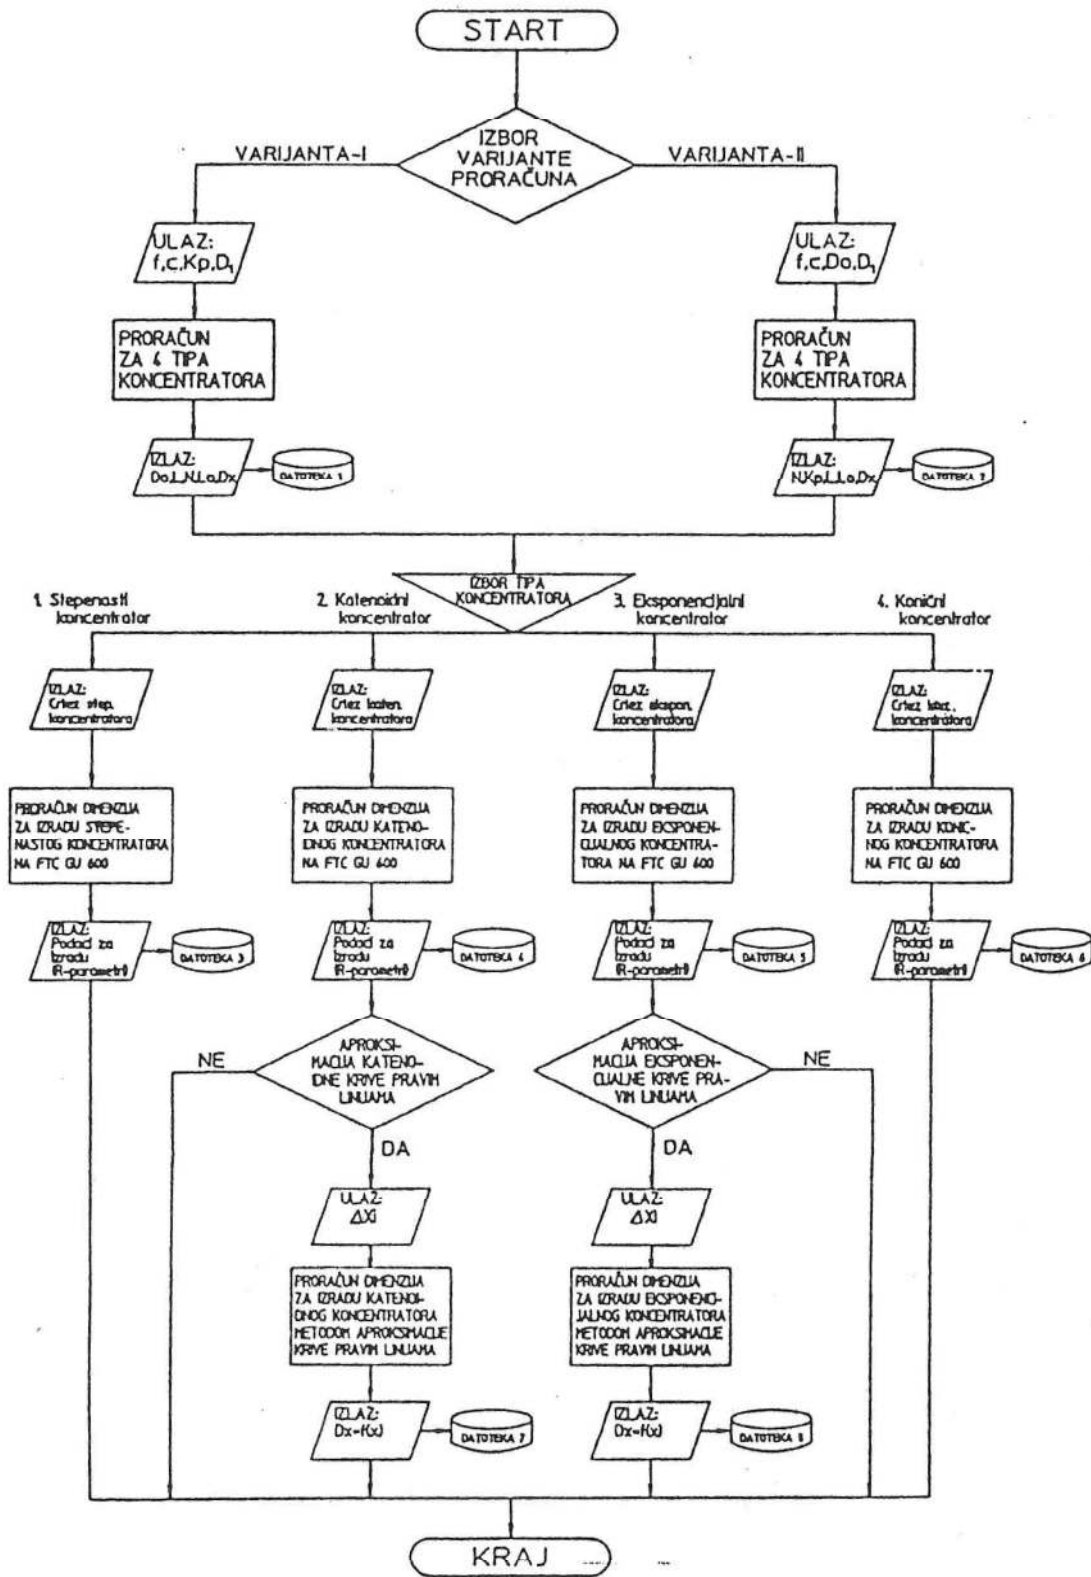 START
IZBOR
VARIJANTE
PRORAČUNA
VARIJANTA-I
VARIJANTA-II
ULAZ:
f,c,Kp,D1
ULAZ:
f,c,Do,D1
PRORAČUN
ZA 4 TIPA
KONCENTRATORA
PRORAČUN
ZA 4 TIPA
KONCENTRATORA
IZLAZ:
Do,L,N,Lo,Dx
DATOTEKA 1
IZLAZ:
N,Kp,L,Lo,Dx
DATOTEKA 2
IZBOR TIPA
KONCENTRATORA
1. Stepenasti
koncentrator
2. Katenoidni
koncentrator
3. Eksponencijalni
koncentrator
4. Konični
koncentrator
IZLAZ:
Crtez step.
koncentratora
IZLAZ:
Crtez katen.
koncentratora
IZLAZ:
Crtez ekspon.
koncentratora
IZLAZ:
Crtez kon.
koncentratora
PRORAČUN DIMENZIJA
ZA IZRADU STEPE-
NASTOG KONCENTRATORA
NA FTC GU 600
PRORAČUN DIMENZIJA
ZA IZRADU KATENO-
IDNOG KONCENTRATORA
NA FTC GU 600
PRORAČUN DIMENZIJA
ZA IZRADU EKSPONEN-
CIJALNOG KONCENTRA-
TORA NA FTC GU 600
PRORAČUN DIMENZIJA
ZA IZRADU KONIČ-
NOG KONCENTRATORA
NA FTC GU 600
IZLAZ:
Podaci za
Izradu
(R-parametri)
DATOTEKA 3
IZLAZ:
Podaci za
Izradu
(R-parametri)
DATOTEKA 4
IZLAZ:
Podaci za
Izradu
(R-parametri)
DATOTEKA 5
IZLAZ:
Podaci za
Izradu
(R-parametri)
DATOTEKA 6
APROKSI-
MACIJA KATENO-
IDNE KRIVE PRAVIM
LINIJAMA
NE
DA
APROKSI-
MACIJA EKSPONEN-
CIJALNE KRIVE PRA-
VIM LINIJAMA
NE
DA
ULAZ:
ΔXi
ULAZ:
ΔXi
PRORAČUN DIMENZIJA
ZA IZRADU KATENOI-
DNOG KONCENTRATORA
METODOM APROKSIMACIJE
KRIVE PRAVIM LINIJAMA
PRORAČUN DIMENZIJA
ZA IZRADU EKSPONENCI-
JALNOG KONCENTRATORA
METODOM APROKSIMACIJE
KRIVE PRAVIM LINIJAMA
IZLAZ:
Dx=f(x)
DATOTEKA 7
IZLAZ:
Dx=f(x)
DATOTEKA 8
KRAJ